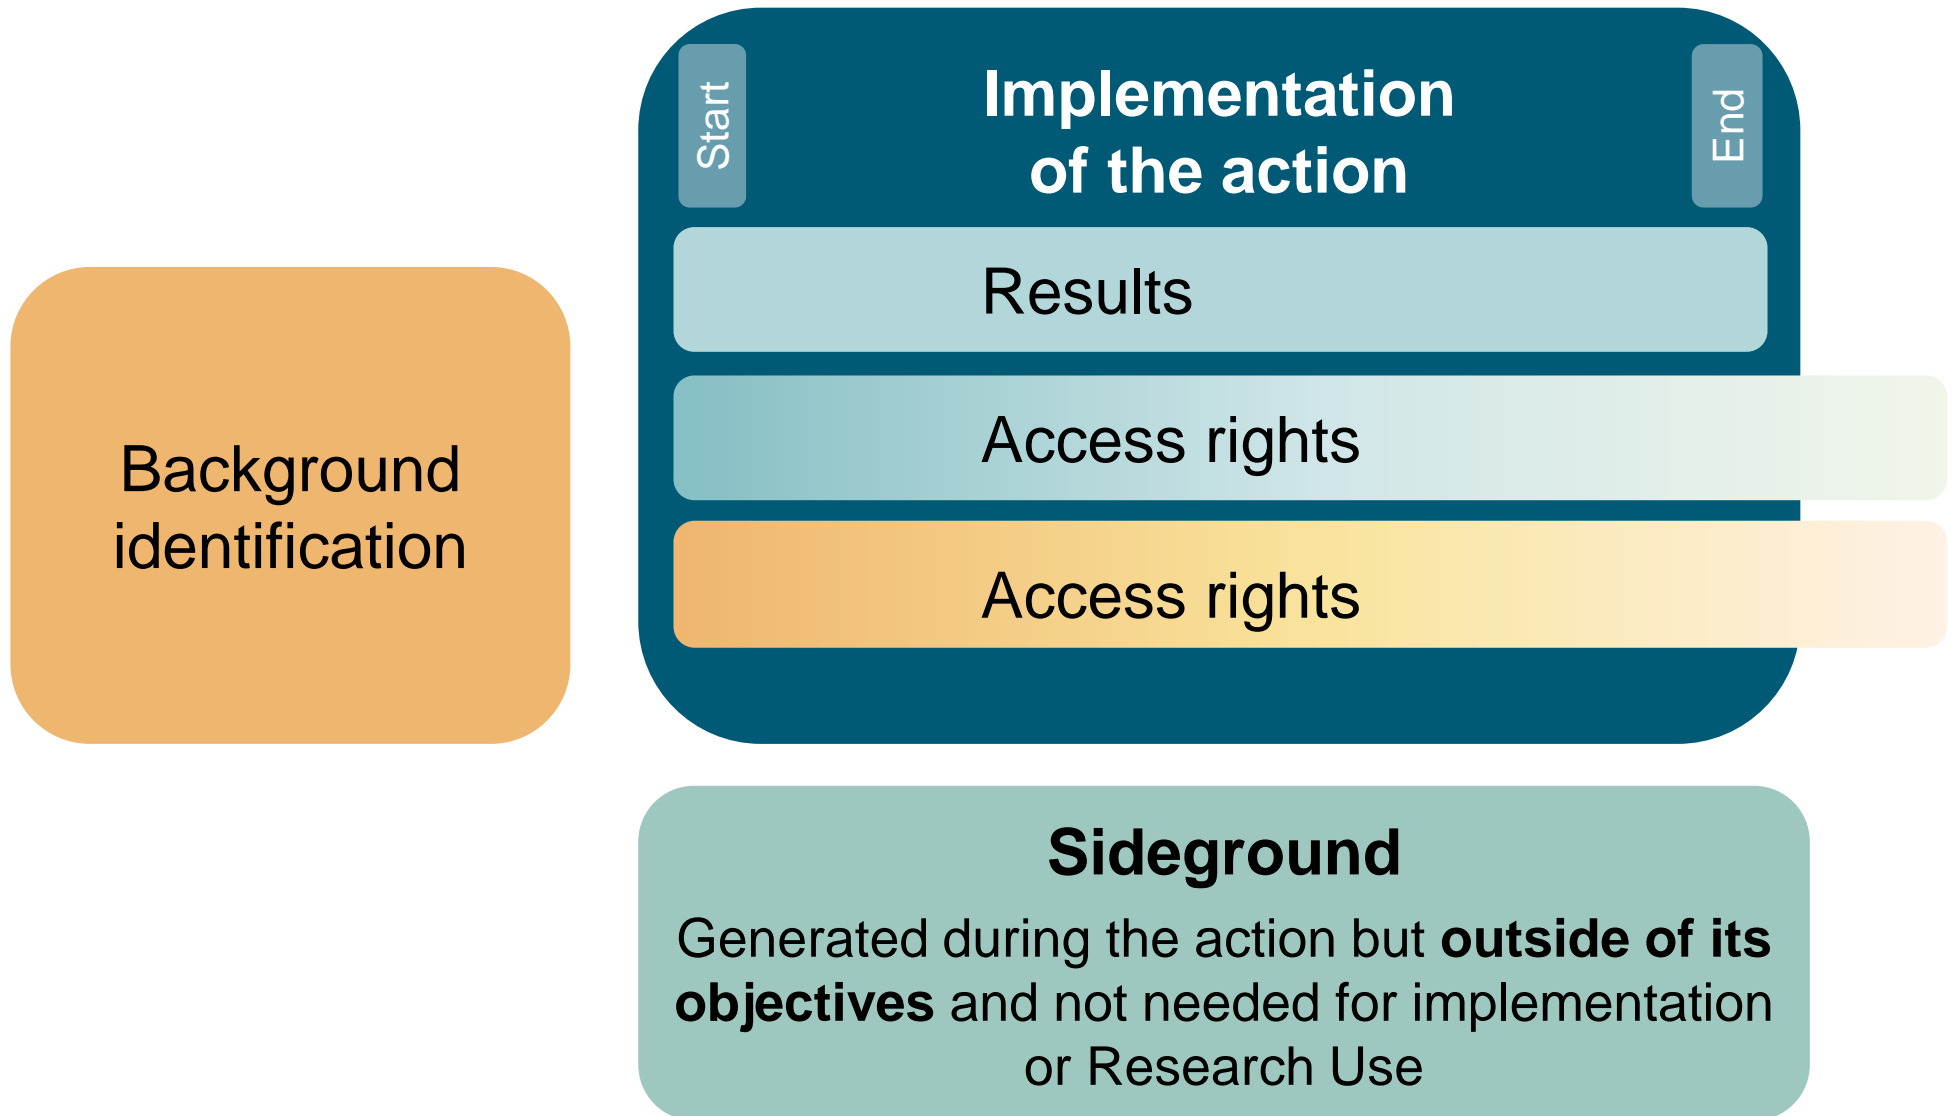 Start
Implementation
of the action
End
Results
Access rights
Access rights
Background
identification
Sideground
Generated during the action but outside of its
objectives and not needed for implementation
or Research Use